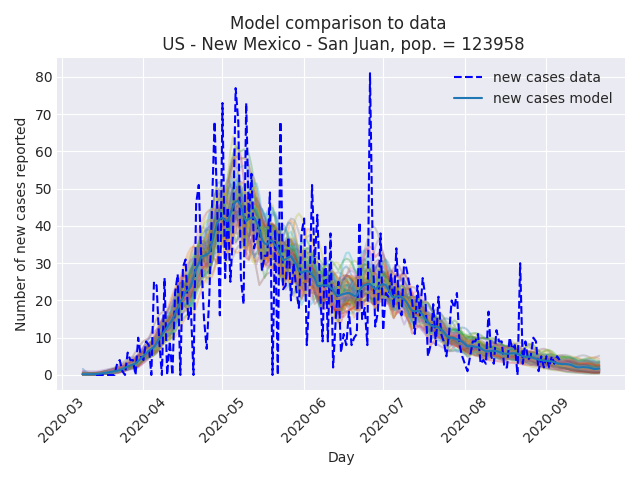 Model comparison to data
US - New Mexico - San Juan, pop. = 123958
new cases data
new cases model
Number of new cases reported
80
70
60
50
40
30
20
10
0
2020-03
2020-04
2020-05
2020-06
2020-07
2020-08
2020-09
Day